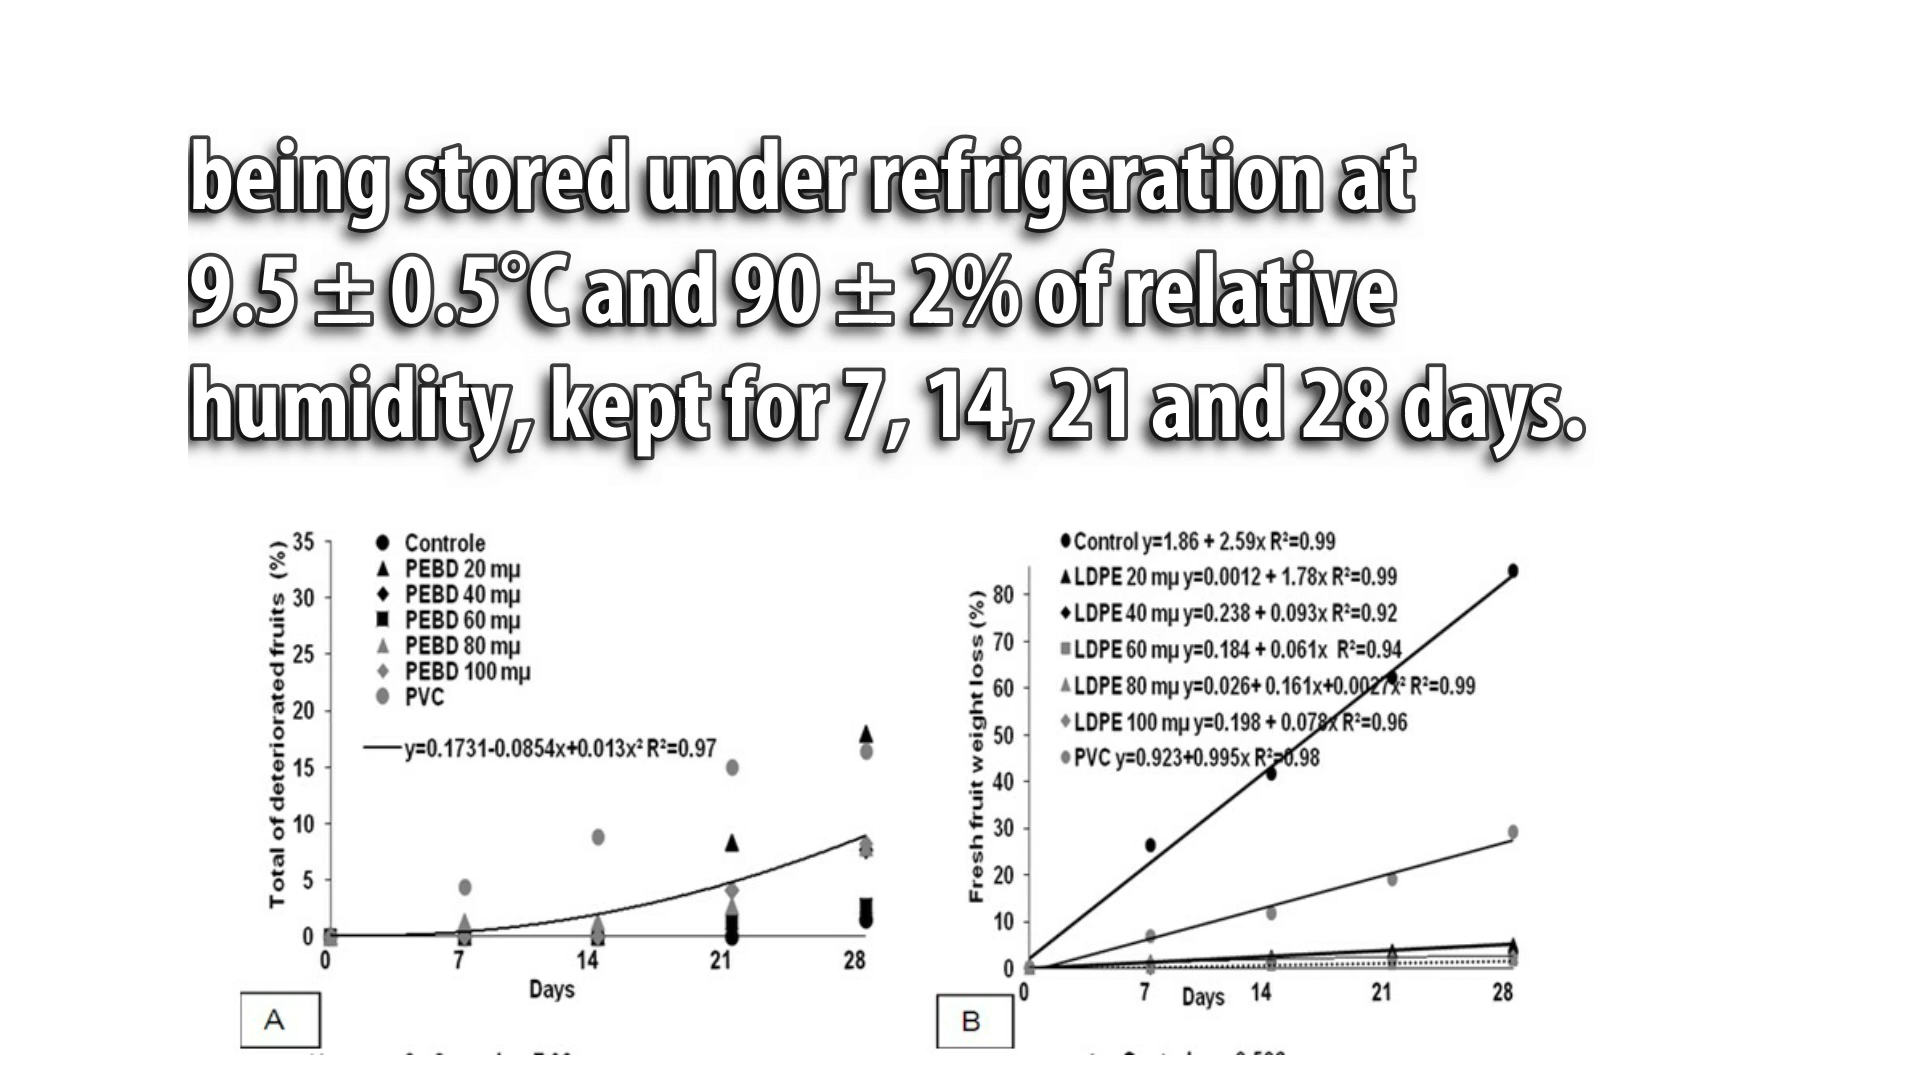 being stored under refrigeration at
9.5 ± 0.5°C and 90 ± 2% of relative
humidity, kept for 7, 14, 21 and 28 days.
Total of deteriorated fruits (%)
35
30
25
20
15
10
5
0
Controle
PEBD 20 mµ
PEBD 40 mµ
PEBD 60 mµ
PEBD 80 mµ
PEBD 100 mµ
PVC
y=0.1731-0.0854x+0.013x² R²=0.97
0 7 14 21 28
Days
A
Fresh fruit weight loss (%)
80
70
60
50
40
30
20
10
0
Control y=1.86 + 2.59x R²=0.99
LDPE 20 mµ y=0.0012 + 1.78x R²=0.99
LDPE 40 mµ y=0.238 + 0.093x R²=0.92
LDPE 60 mµ y=0.184 + 0.061x R²=0.94
LDPE 80 mµ y=0.026+ 0.161x+0.0027x² R²=0.99
LDPE 100 mµ y=0.198 + 0.078x R²=0.96
PVC y=0.923+0.995x R²=0.98
0 7 14 21 28
Days
B